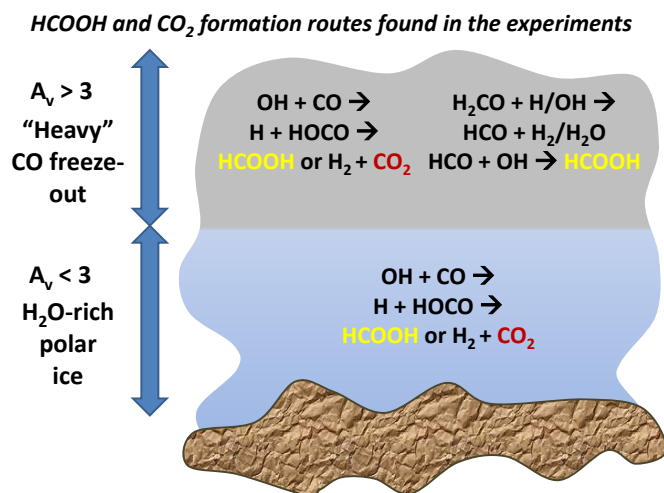 HCOOH and CO₂ formation routes found in the experiments
Aᵥ > 3
“Heavy”
CO freeze-
out
OH + CO →
H + HOCO →
HCOOH or H₂ + CO₂
H₂CO + H/OH →
HCO + H₂/H₂O
HCO + OH → HCOOH
Aᵥ < 3
H₂O-rich
polar
ice
OH + CO →
H + HOCO →
HCOOH or H₂ + CO₂